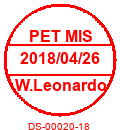 PET MIS
2018/04/26
W.Leonardo
DS-00020-18